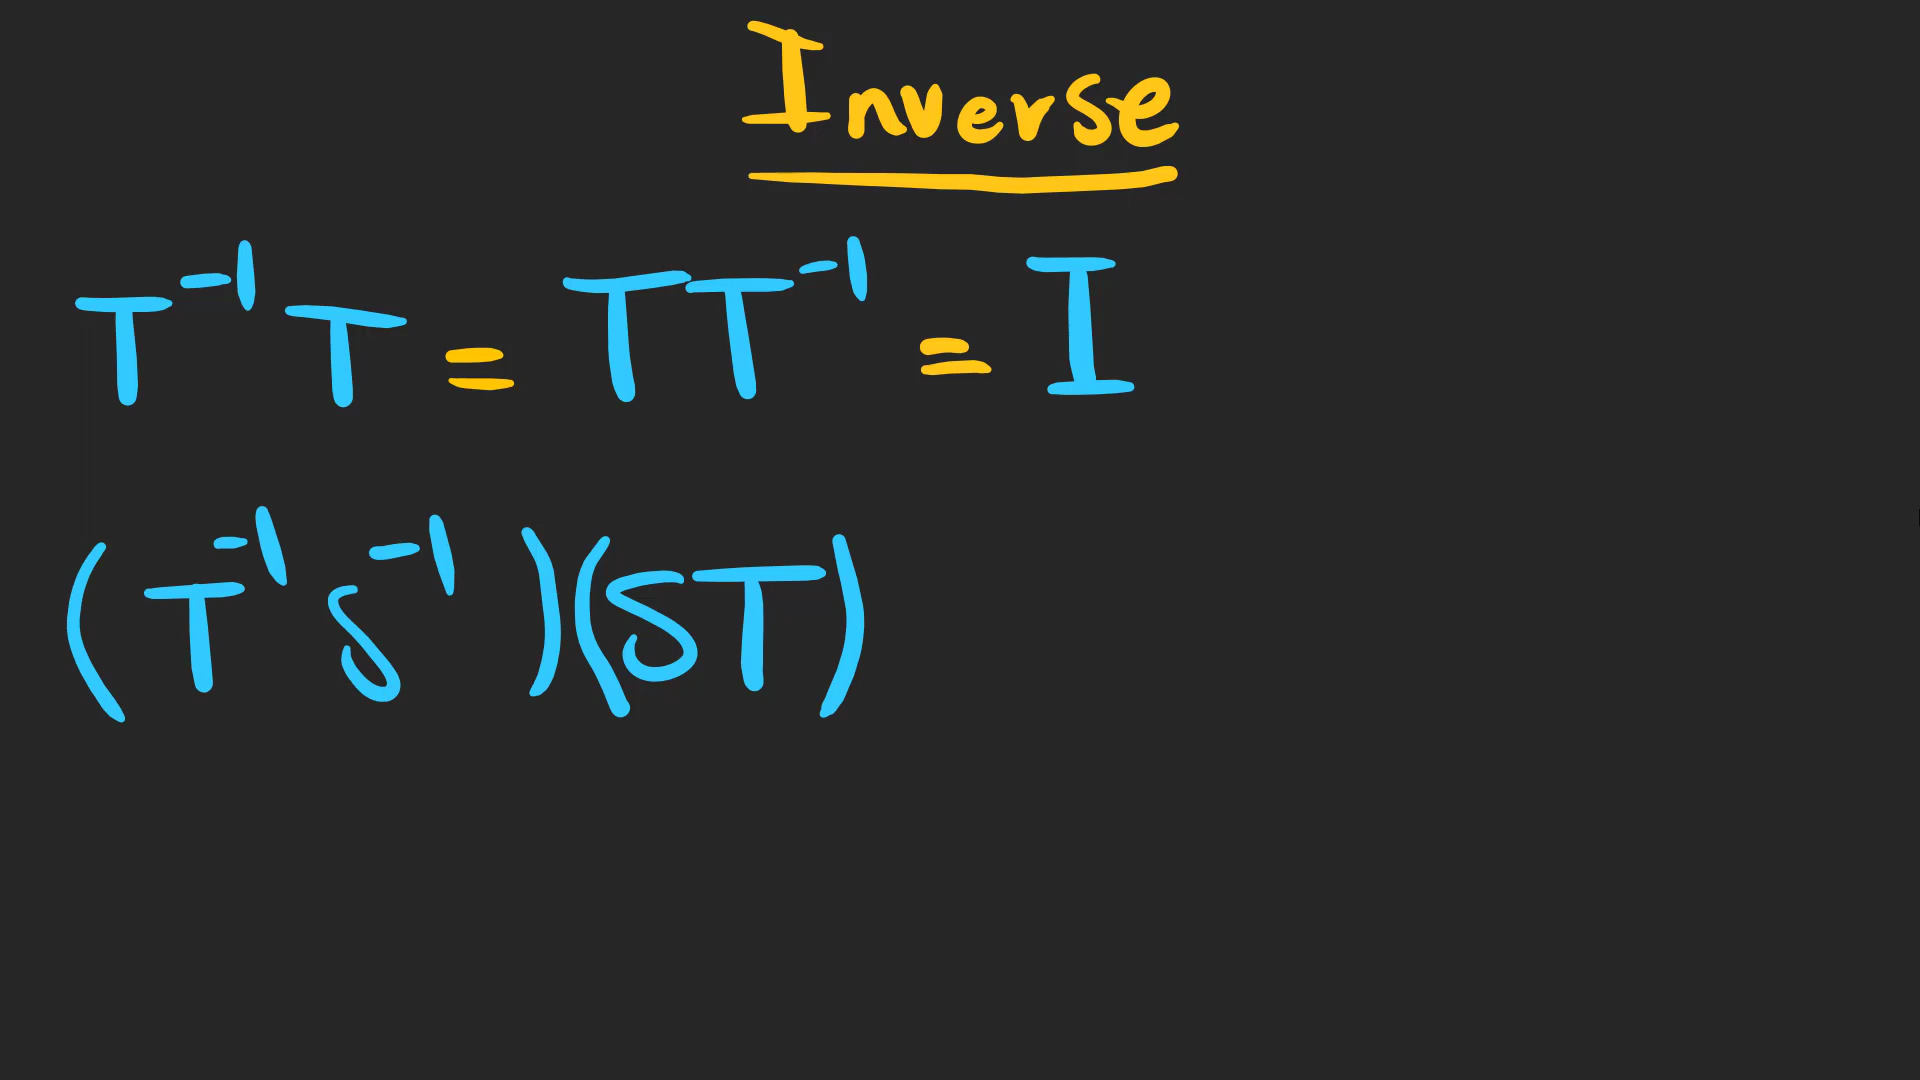 Inverse
T⁻¹T = TT⁻¹ = I
(T⁻¹S⁻¹)(ST)